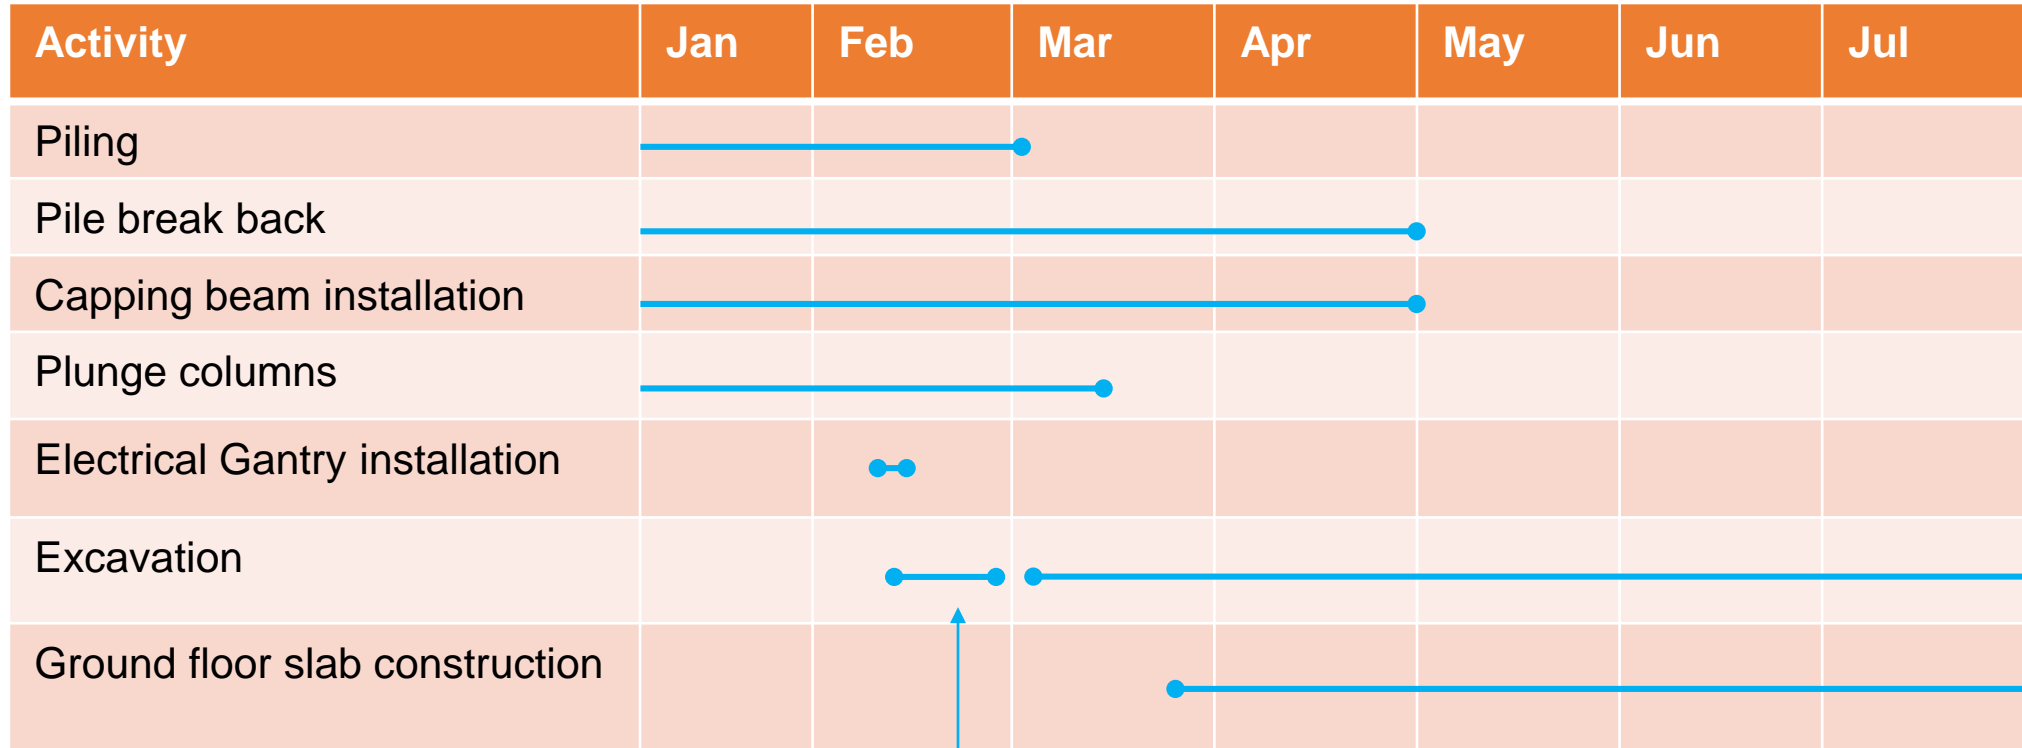 Activity Jan Feb Mar Apr May Jun Jul
Piling
Pile break back
Capping beam installation
Plunge columns
Electrical Gantry installation
Excavation
Ground floor slab construction